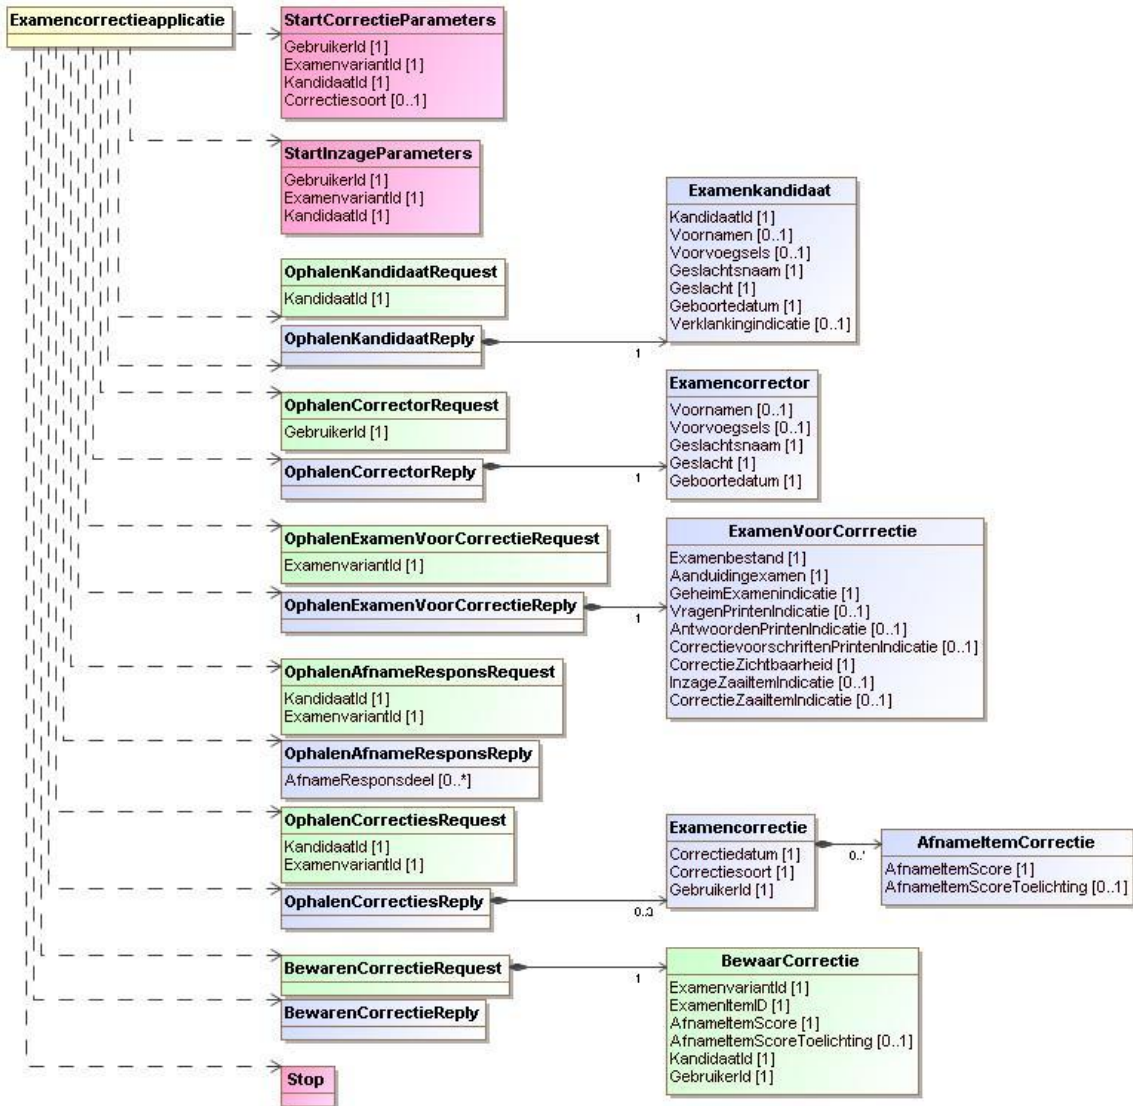 Examencorrectieapplicatie
StartCorrectieParameters
GebruikerId [1]
ExamenvariantId [1]
KandidaatId [1]
Correctiesoort [0..1]
StartInzageParameters
GebruikerId [1]
ExamenvariantId [1]
KandidaatId [1]
Examenkandidaat
KandidaatId [1]
Voornamen [0..1]
Voorvoegsels [0..1]
Geslachtsnaam [1]
Geslacht [1]
Geboortedatum [1]
Verklankingindicatie [0..1]
OphalenKandidaatRequest
KandidaatId [1]
OphalenKandidaatReply
1
Examencorrector
Voornamen [0..1]
Voorvoegsels [0..1]
Geslachtsnaam [1]
Geslacht [1]
Geboortedatum [1]
OphalenCorrectorRequest
GebruikerId [1]
OphalenCorrectorReply
1
ExamenVoorCorrrectie
Examenbestand [1]
Aanduidingexamen [1]
GeheimExamenindicatie [1]
VragenPrintenIndicatie [0..1]
AntwoordenPrintenIndicatie [0..1]
CorrectievoorschriftenPrintenIndicatie [0..1]
CorrectieZichtbaarheid [1]
InzageZaaiItemIndicatie [0..1]
CorrectieZaaiItemIndicatie [0..1]
OphalenExamenVoorCorrectieRequest
ExamenvariantId [1]
OphalenExamenVoorCorrectieReply
1
OphalenAfnameResponsRequest
KandidaatId [1]
ExamenvariantId [1]
OphalenAfnameResponsReply
AfnameResponsdeel [0..*]
OphalenCorrectiesRequest
KandidaatId [1]
ExamenvariantId [1]
OphalenCorrectiesReply
Examencorrectie
Correctiedatum [1]
Correctiesoort [1]
GebruikerId [1]
0..*
AfnameItemCorrectie
AfnameItemScore [1]
AfnameItemScoreToelichting [0..1]
BewarenCorrectieRequest
1
BewarenCorrectieReply
BewaarCorrectie
ExamenvariantId [1]
ExamenItemID [1]
AfnameItemScore [1]
AfnameItemScoreToelichting [0..1]
KandidaatId [1]
GebruikerId [1]
Stop